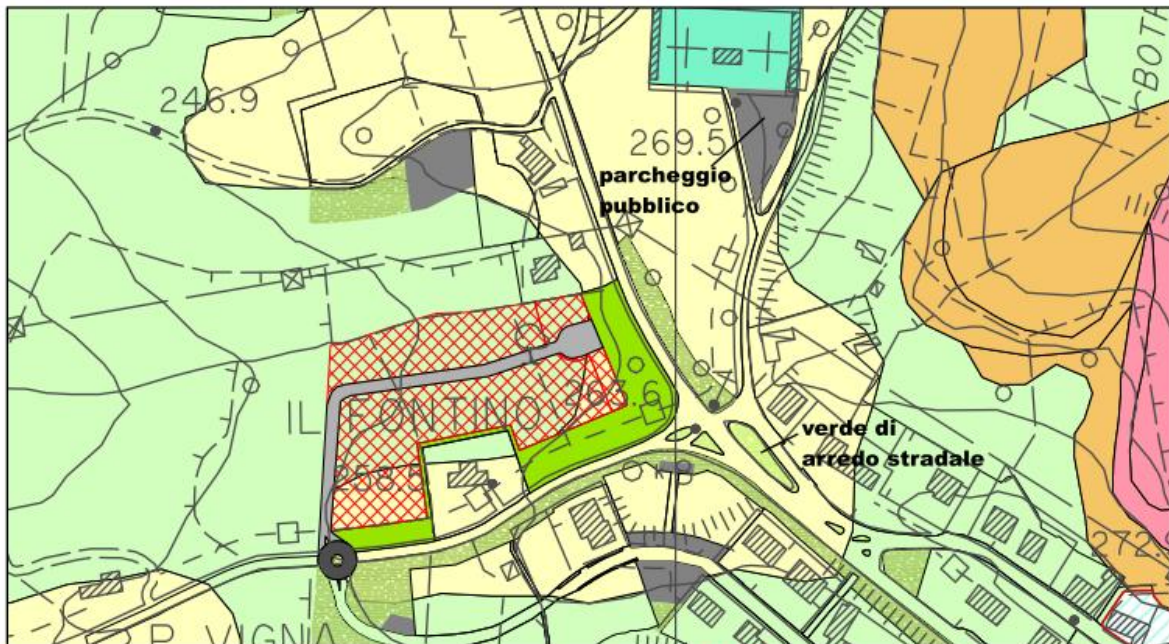 246.9
BOT
269.5
parcheggio
pubblico
263.6
IL FONTINO
verde di
arredo stradale
258.5
272.
P. VIGNA